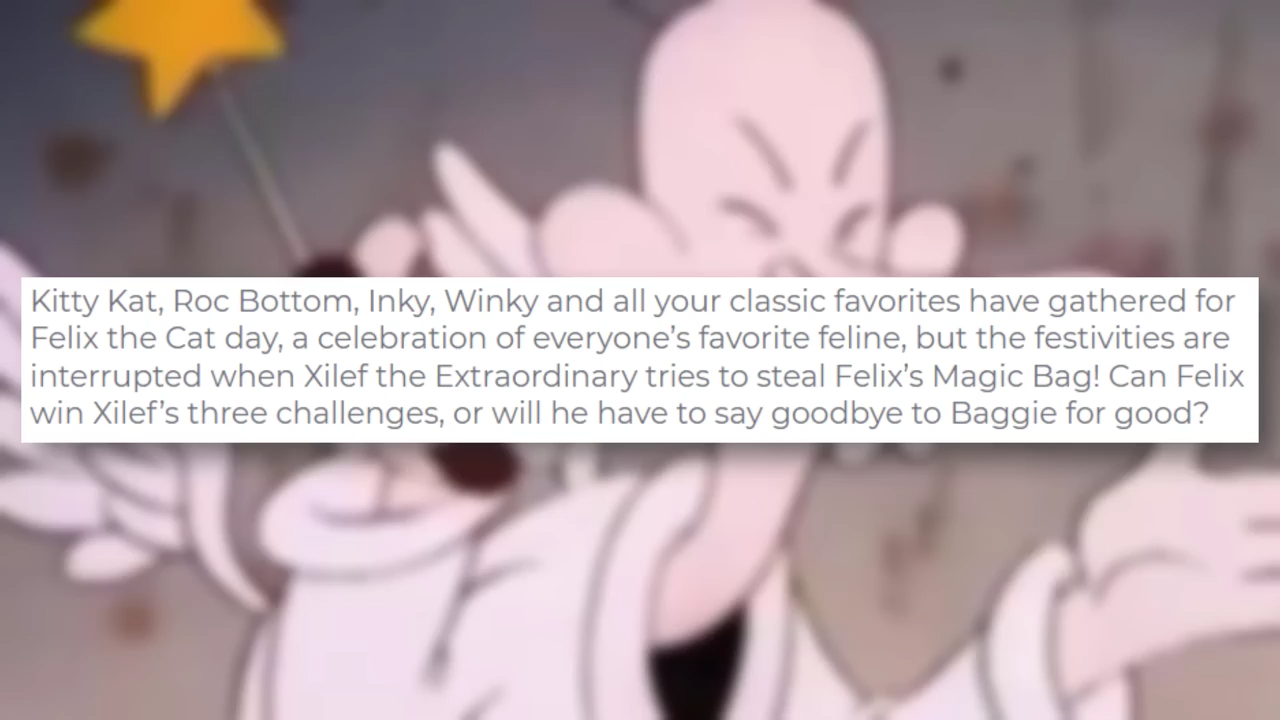 Kitty Kat, Roc Bottom, Inky, Winky and all your classic favorites have gathered for
Felix the Cat day, a celebration of everyone’s favorite feline, but the festivities are
interrupted when Xilef the Extraordinary tries to steal Felix’s Magic Bag! Can Felix
win Xilef’s three challenges, or will he have to say goodbye to Baggie for good?